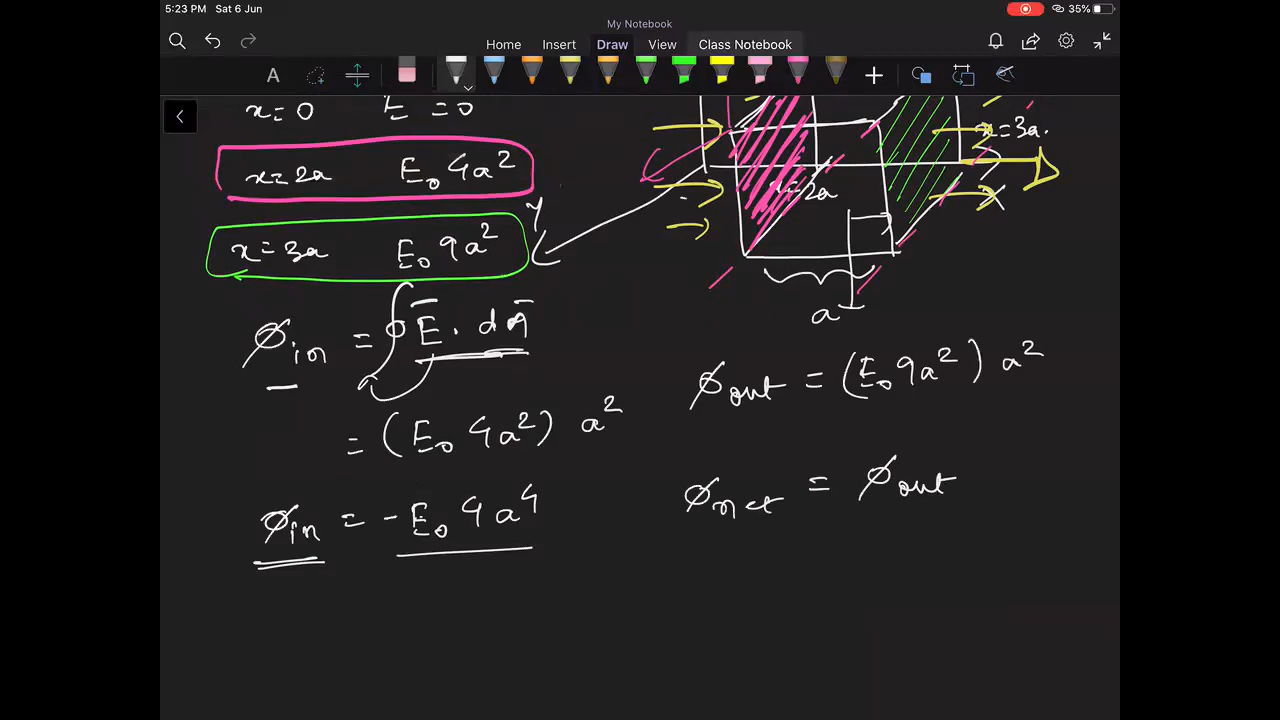 5:23 PM Sat 6 Jun
35%
My Notebook
Home Insert Draw View Class Notebook
A
x=0 E =0
x=2a E₀ 4a²
x=3a E₀ 9a²
y
x=3a.
x=2a
x
a
ϕin = ∮ E̅ . dA̅
= (E₀ 4a²) a²
ϕin = -E₀ 4a⁴
ϕout = (E₀ 9a²) a²
ϕnet = ϕout